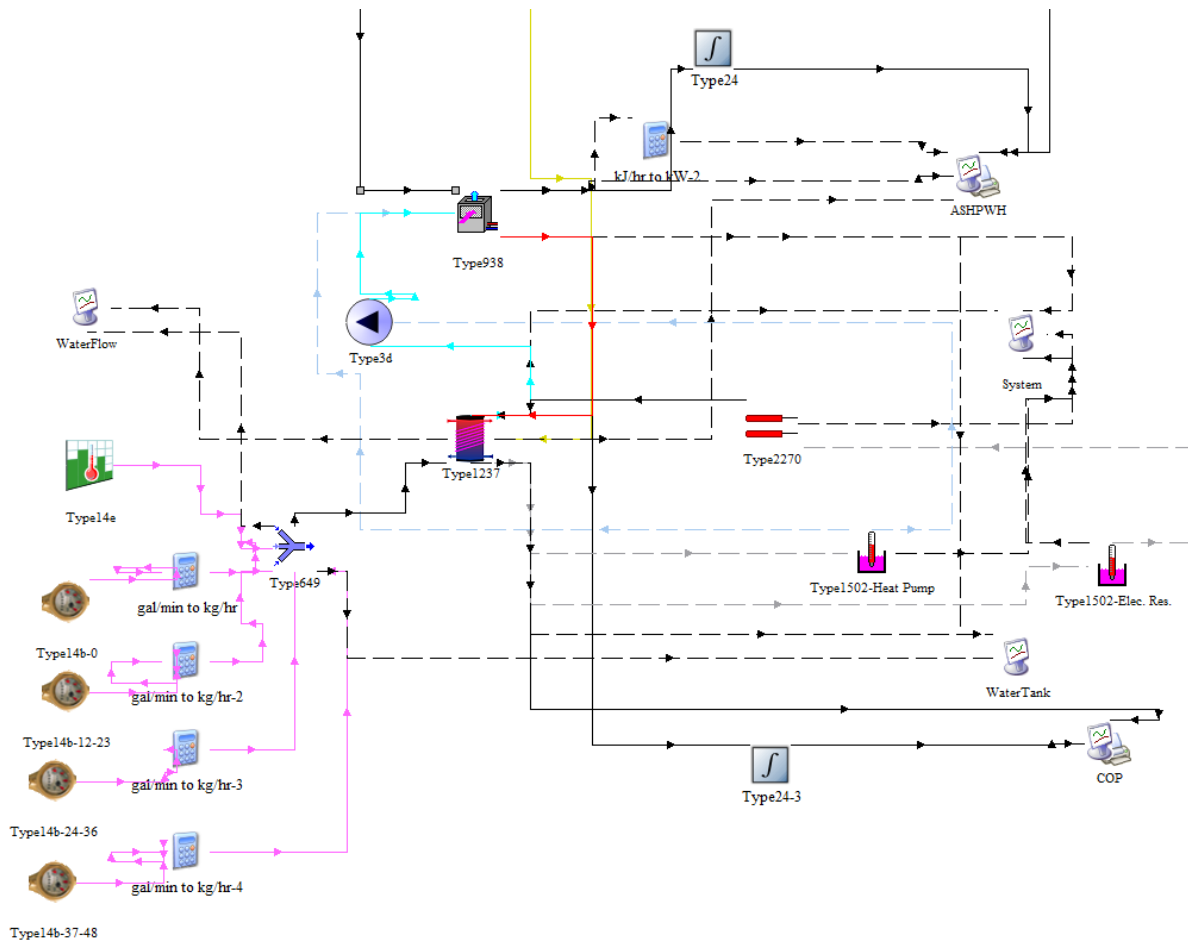 Type24
kJ/hr to kW-2
ASHPWH
Type938
WaterFlow
Type3d
System
Type1237
Type2270
Type14e
Type649
Type1502-Heat Pump
Type1502-Elec. Res.
gal/min to kg/hr
Type14b-0
WaterTank
gal/min to kg/hr-2
Type14b-12-23
COP
gal/min to kg/hr-3
Type24-3
Type14b-24-36
gal/min to kg/hr-4
Type14b-37-48